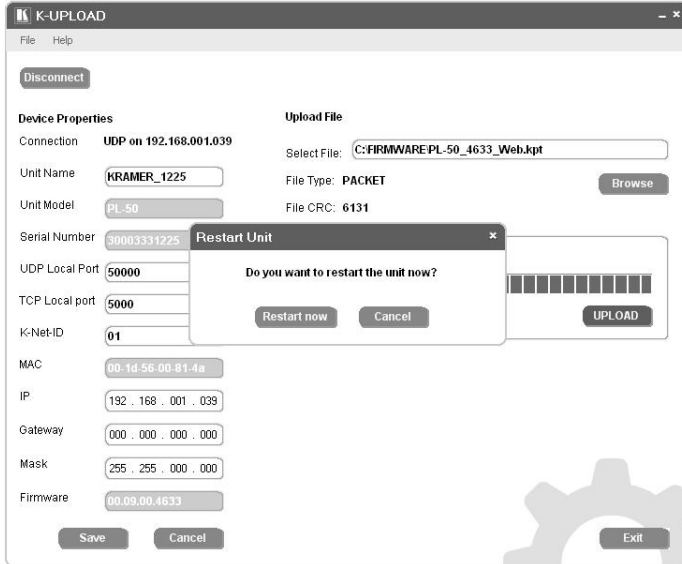 K-UPLOAD
File Help
Disconnect
Device Properties
Connection UDP on 192.168.001.039
Unit Name KRAMER_1225
Unit Model PL-50
Serial Number 30003331225
UDP Local Port 50000
TCP Local port 5000
K-Net-ID 01
MAC 00-1d-56-00-81-4a
IP 192 . 168 . 001 . 039
Gateway 000 . 000 . 000 . 000
Mask 255 . 255 . 000 . 000
Firmware 00.09.00.4633
Save Cancel
Upload File
Select File: C:\FIRMWARE\PL-50_4633_Web.kpt
File Type: PACKET
Browse
File CRC: 6131
Restart Unit
Do you want to restart the unit now?
Restart now Cancel
UPLOAD
Exit